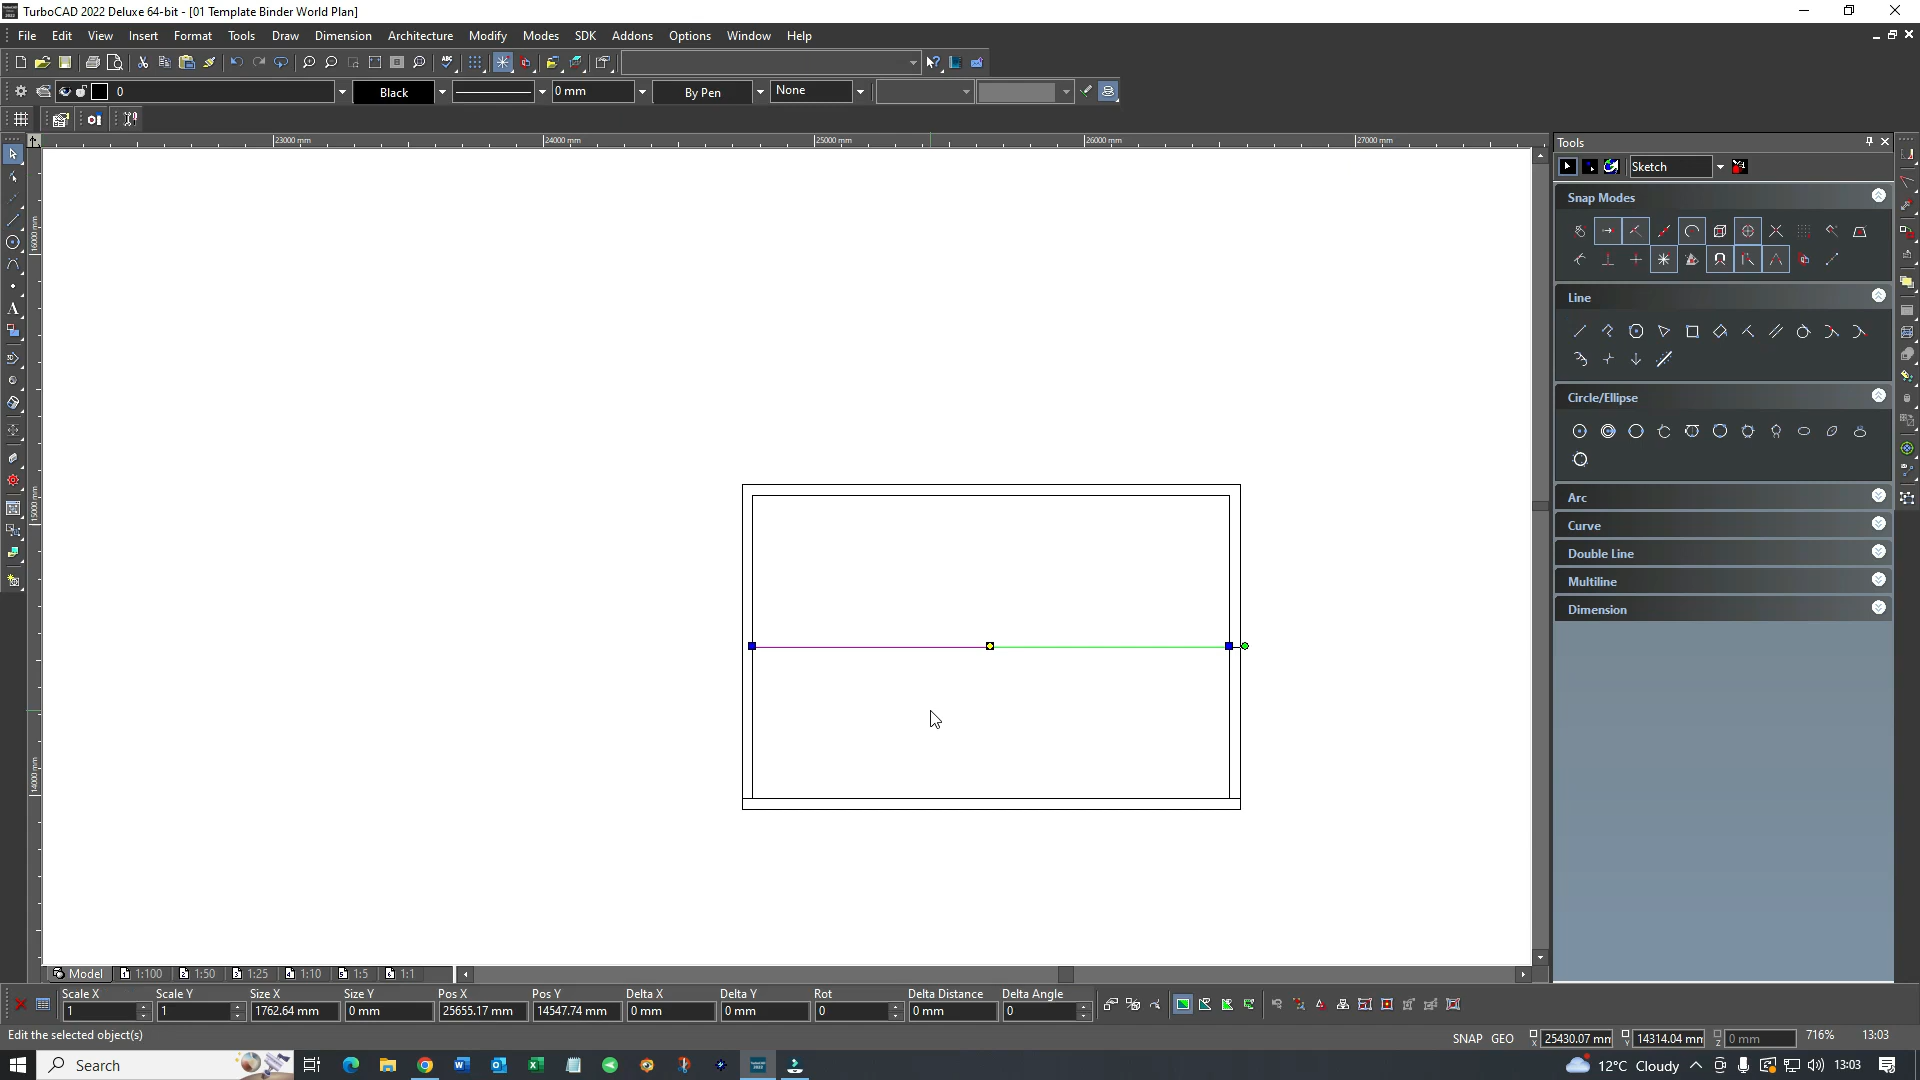 TurboCAD 2022 Deluxe 64-bit - [01 Template Binder World Plan]
File Edit View Insert Format Tools Draw Dimension Architecture Modify Modes SDK Addons Options Window Help
0 Black 0 mm By Pen None
23000 mm 24000 mm 25000 mm 26000 mm 27000 mm
16000 mm
15000 mm
14000 mm
Tools
Sketch
Snap Modes
Line
Circle/Ellipse
Arc
Curve
Double Line
Multiline
Dimension
Model 1:100 1:50 1:25 1:10 1:5 1:1
Scale X Scale Y Size X Size Y Pos X Pos Y Delta X Delta Y Rot Delta Distance Delta Angle
1 1 1762.64 mm 0 mm 25655.17 mm 14547.74 mm 0 mm 0 mm 0 0 mm 0
Edit the selected object(s) SNAP GEO X 25430.07 mm Y 14314.04 mm Z 0 mm 716% 13:03
Search 12°C Cloudy 13:03